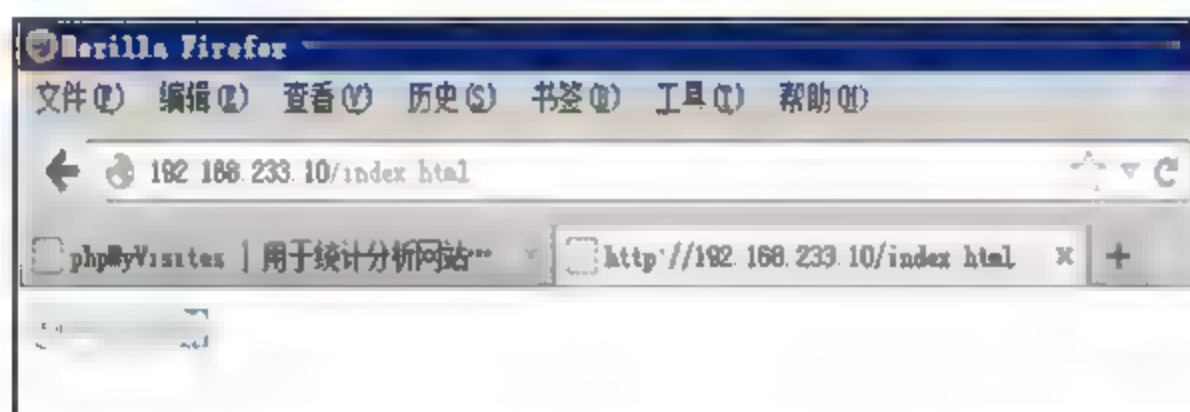 Mozilla Firefox
文件(F) 编辑(E) 查看(V) 历史(S) 书签(B) 工具(T) 帮助(H)
192.168.233.10/index.html
phpMyVisites | 用于统计分析网站… × http://192.168.233.10/index.html × +